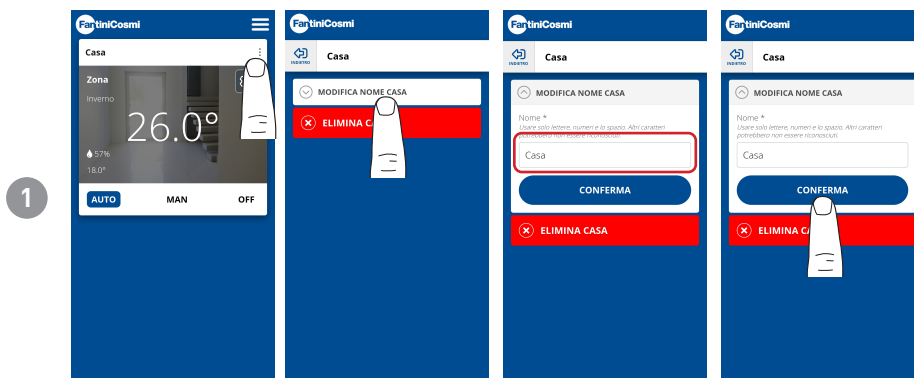 1
FantiniCosmi
Casa
Zona
Inverno
26.0°
57%
18.0°
AUTO MAN OFF
FantiniCosmi
INDIETRO Casa
MODIFICA NOME CASA
ELIMINA
FantiniCosmi
INDIETRO Casa
MODIFICA NOME CASA
Nome *
Usare solo lettere, numeri e lo spazio. Altri caratteri
potrebbero non essere riconosciuti.
Casa
CONFERMA
ELIMINA CASA
FantiniCosmi
INDIETRO Casa
MODIFICA NOME CASA
Nome *
Usare solo lettere, numeri e lo spazio. Altri caratteri
potrebbero non essere riconosciuti.
Casa
CONFERMA
ELIMINA